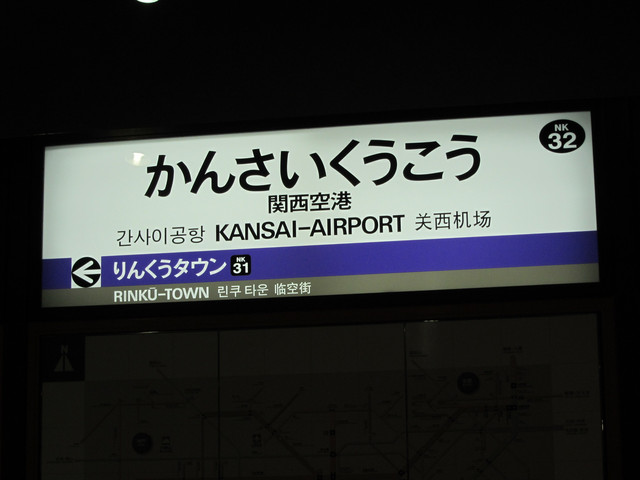 NK
32
かんさいくうこう
関西空港
간사이공항 KANSAI-AIRPORT 关西机场
りんくうタウン NK 31
RINKŪ-TOWN 린쿠 타운 临空街